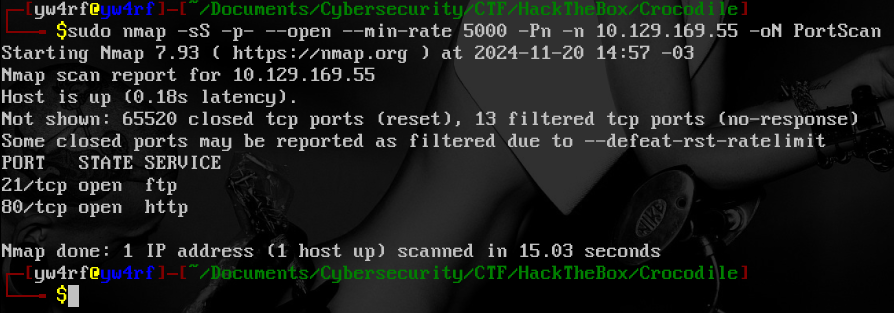 ┌─[yw4rf@yw4rf]─[~/Documents/Cybersecurity/CTF/HackTheBox/Crocodile]
└──╼ $sudo nmap -sS -p- --open --min-rate 5000 -Pn -n 10.129.169.55 -oN PortScan
Starting Nmap 7.93 ( https://nmap.org ) at 2024-11-20 14:57 -03
Nmap scan report for 10.129.169.55
Host is up (0.18s latency).
Not shown: 65520 closed tcp ports (reset), 13 filtered tcp ports (no-response)
Some closed ports may be reported as filtered due to --defeat-rst-ratelimit
PORT   STATE SERVICE
21/tcp open  ftp
80/tcp open  http
Nmap done: 1 IP address (1 host up) scanned in 15.03 seconds
┌─[yw4rf@yw4rf]─[~/Documents/Cybersecurity/CTF/HackTheBox/Crocodile]
└──╼ $